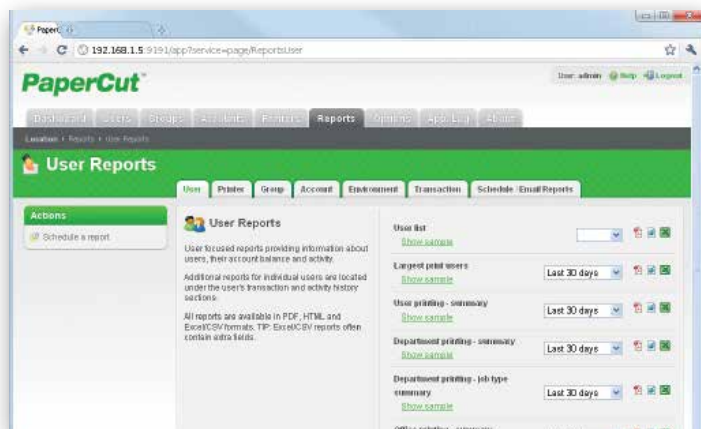 PaperCut
192.168.1.5:9191/app?service=page/ReportsUser
PaperCut
User: admin Help Logout
Dashboard Users Groups Accounts Printers Reports Options App. Log About
Location Reports User Reports
User Reports
User Printer Group Account Environment Transaction Schedule / Email Reports
Actions
Schedule a report
User Reports
User focused reports providing information about
users, their account balance and activity.
Additional reports for individual users are located
under the user's transaction and activity history
sections.
All reports are available in PDF, HTML and
Excel/CSV formats. TIP: Excel/CSV reports often
contain extra fields.
User list
Show sample
Largest print users
Show sample
Last 30 days
User printing - summary
Show sample
Last 30 days
Department printing - summary
Show sample
Last 30 days
Department printing - job type
summary
Show sample
Last 30 days
Office printing - summary